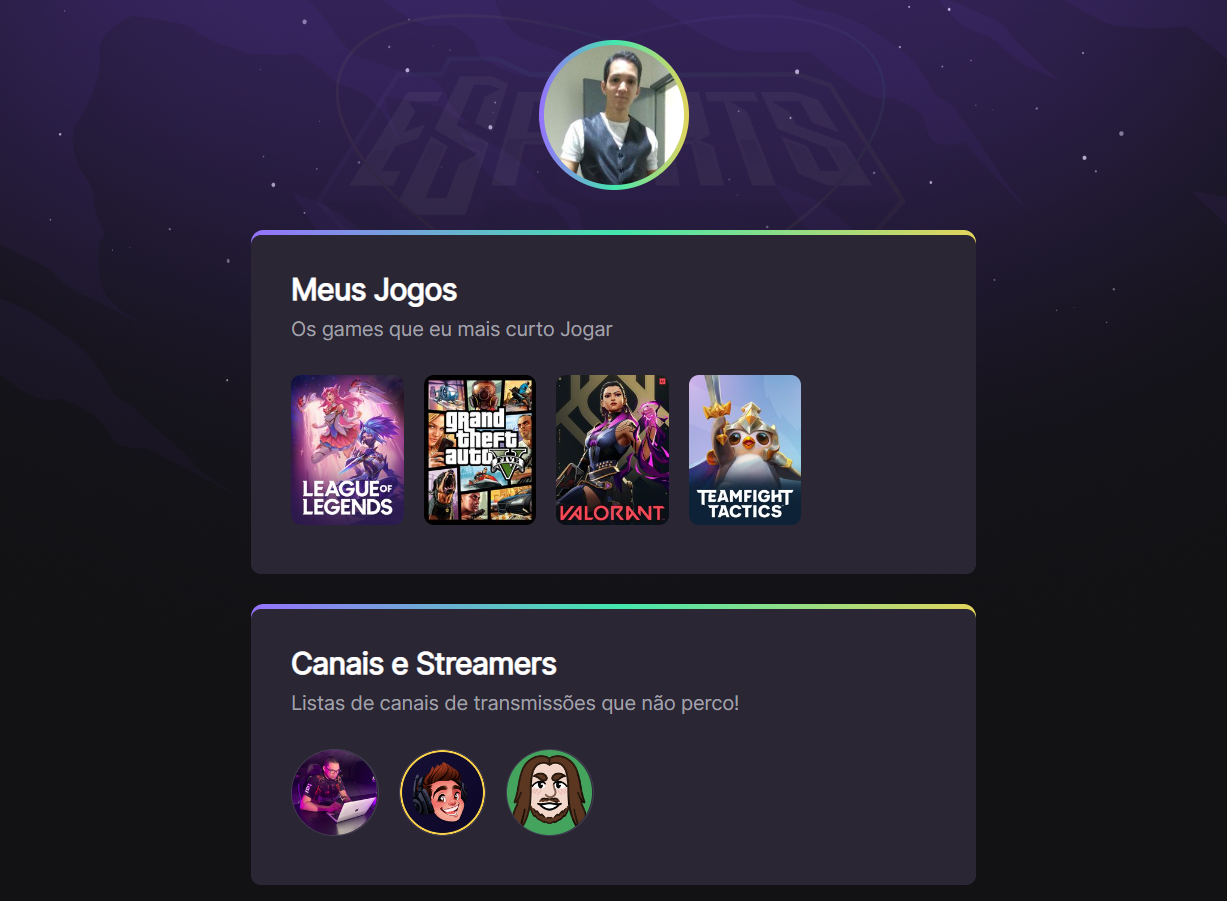 ESPORTS
Meus Jogos
Os games que eu mais curto Jogar
LEAGUE OF
LEGENDS
grand
theft
auto
V
FIVE
VALORANT
TEAMFIGHT
TACTICS
Canais e Streamers
Listas de canais de transmissões que não perco!